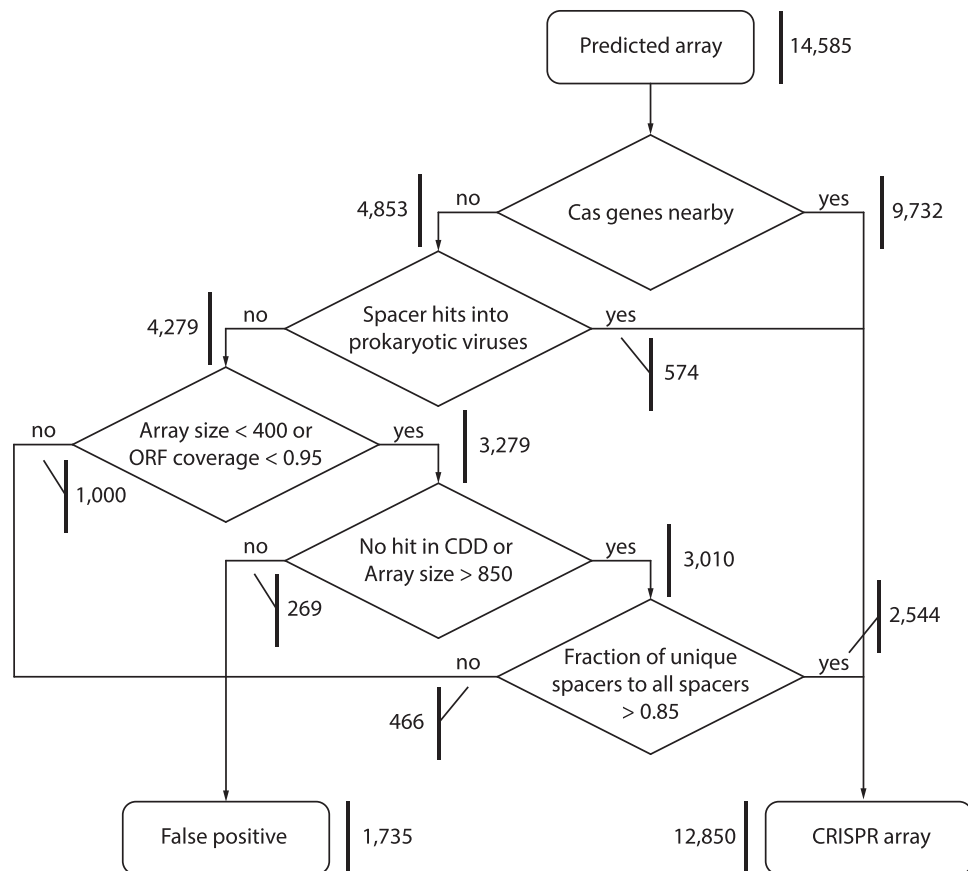 Predicted array
14,585
no
yes
4,853
Cas genes nearby
9,732
no
Spacer hits into
prokaryotic viruses
yes
4,279
574
no
Array size < 400 or
ORF coverage < 0.95
yes
3,279
1,000
no
No hit in CDD or
Array size > 850
yes
3,010
269
2,544
no
Fraction of unique
spacers to all spacers
> 0.85
yes
466
False positive
1,735
12,850
CRISPR array